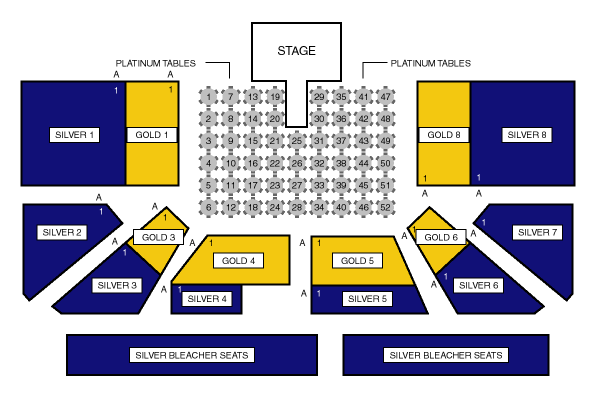 STAGE
PLATINUM TABLES PLATINUM TABLES
A A
1 1
1 7 13 19 29 35 41 47
2 8 14 20 30 36 42 48
SILVER 1 GOLD 1 GOLD 8 SILVER 8
3 9 15 21 25 31 37 43 49
4 10 16 22 26 32 38 44 50
5 11 17 23 27 33 39 45 51
1 1
A A
6 12 18 24 28 34 40 46 52
A A A A
1 1 1 1
SILVER 2 GOLD 3 GOLD 6 SILVER 7
A A A A
1 1 1 1
GOLD 4 GOLD 5
SILVER 3 SILVER 6
A A
1 1
SILVER 4 SILVER 5
SILVER BLEACHER SEATS SILVER BLEACHER SEATS